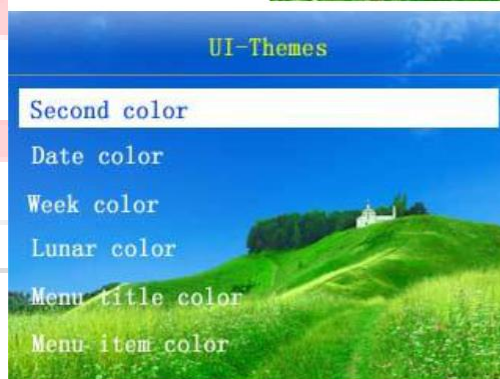 UI-Themes
Second color
Date color
Week color
Lunar color
Menu title color
Menu item color